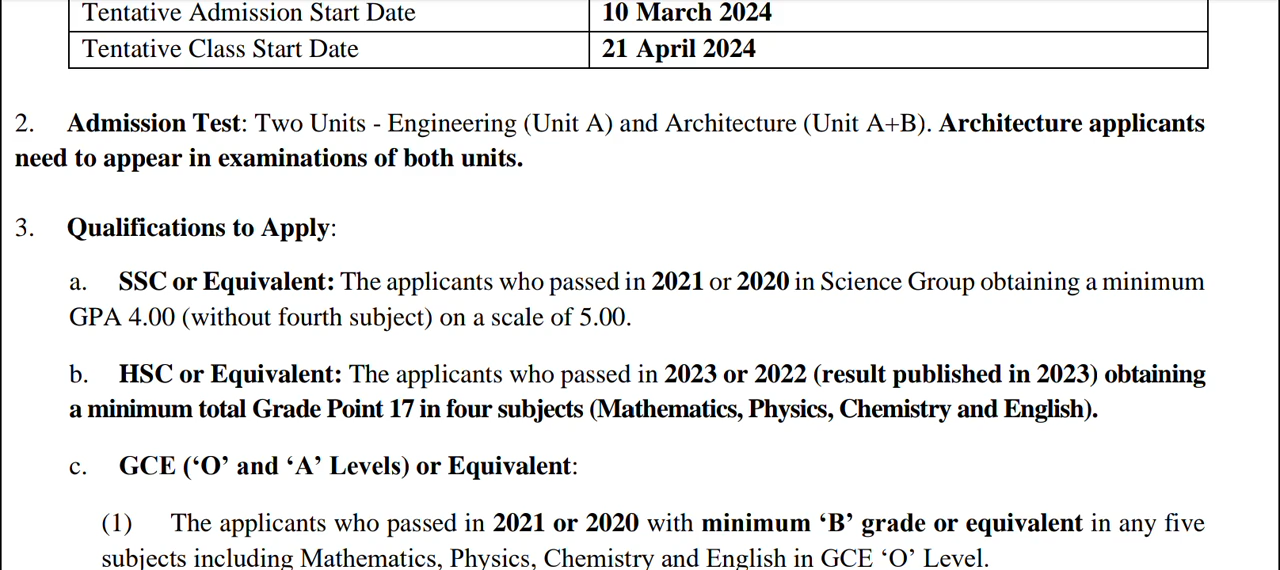 Tentative Admission Start Date 10 March 2024
Tentative Class Start Date 21 April 2024
2. Admission Test: Two Units - Engineering (Unit A) and Architecture (Unit A+B). Architecture applicants
need to appear in examinations of both units.
3. Qualifications to Apply:
a. SSC or Equivalent: The applicants who passed in 2021 or 2020 in Science Group obtaining a minimum
GPA 4.00 (without fourth subject) on a scale of 5.00.
b. HSC or Equivalent: The applicants who passed in 2023 or 2022 (result published in 2023) obtaining
a minimum total Grade Point 17 in four subjects (Mathematics, Physics, Chemistry and English).
c. GCE (‘O’ and ‘A’ Levels) or Equivalent:
(1) The applicants who passed in 2021 or 2020 with minimum ‘B’ grade or equivalent in any five
subjects including Mathematics, Physics, Chemistry and English in GCE ‘O’ Level.